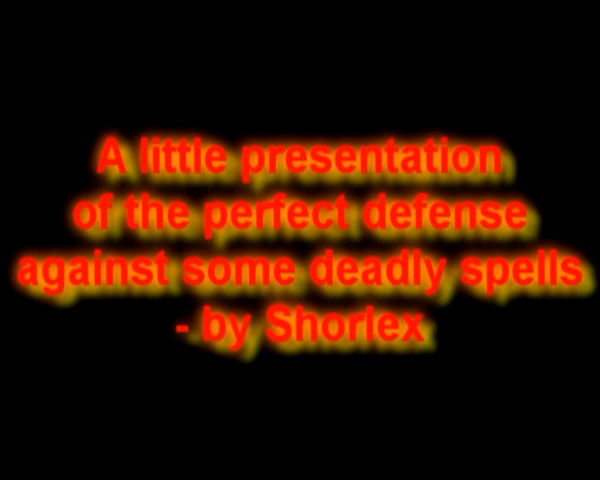 A little presentation
of the perfect defense
against some deadly spells
- by Shorlex